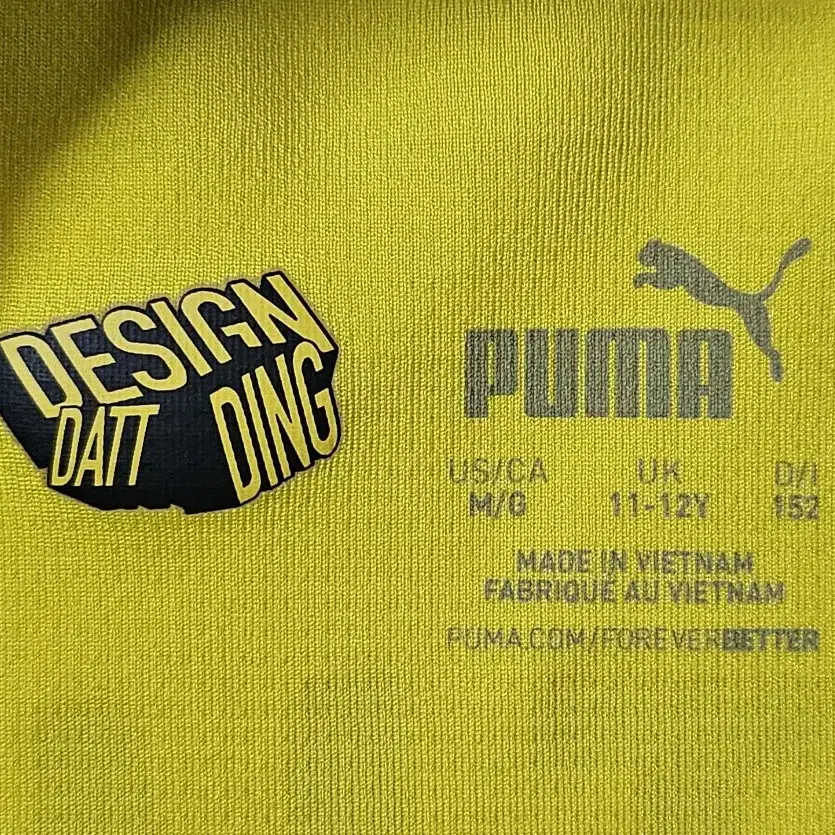 DESIGN
DATT DING
PUMA
US/CA UK D/I
M/G 11-12Y 152
MADE IN VIETNAM
FABRIQUÉ AU VIETNAM
PUMA.COM/FOREVERBETTER